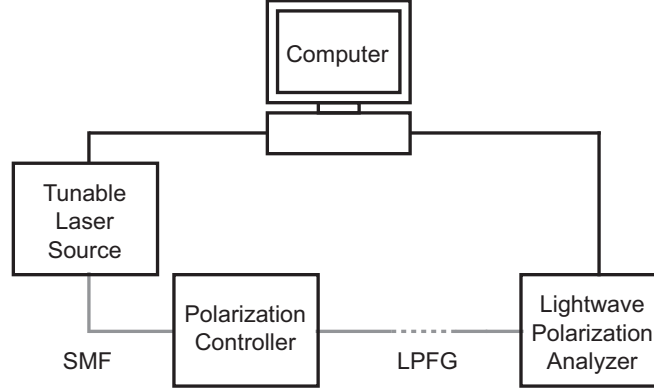 Computer
Tunable
Laser
Source
Polarization
Controller
Lightwave
Polarization
Analyzer
SMF
LPFG